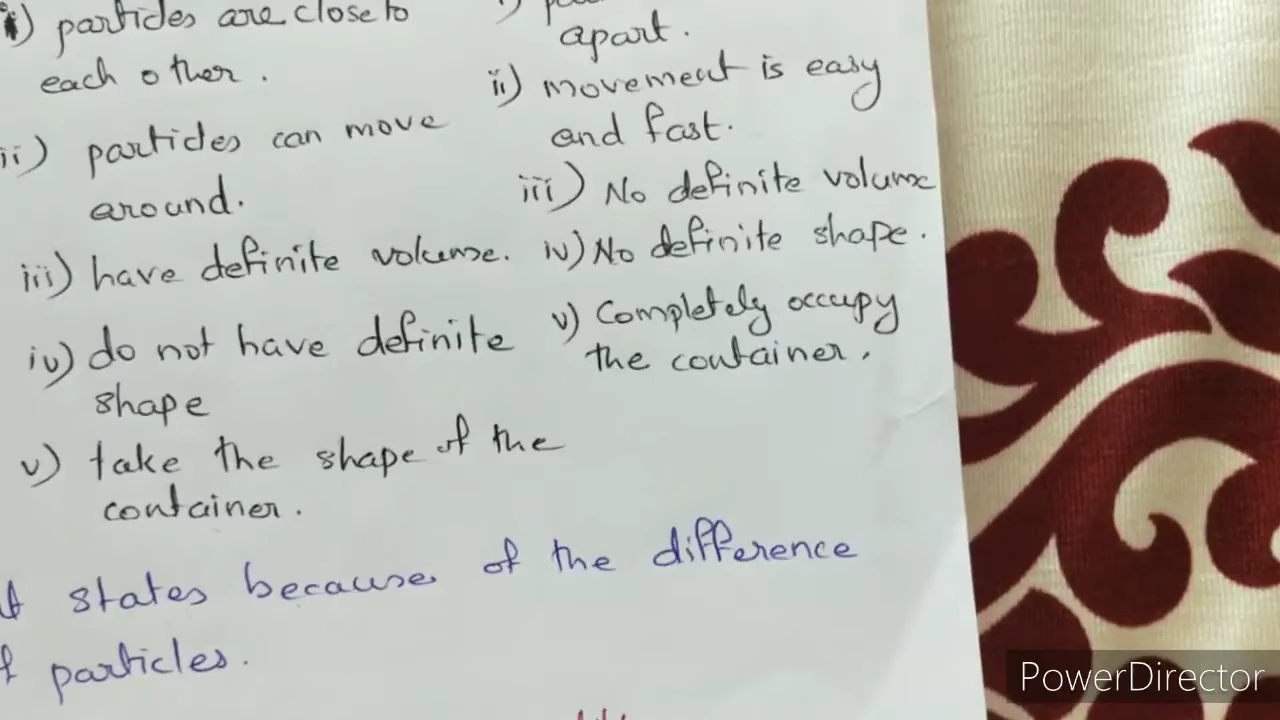 i) particles are close to
each other.
ii) particles can move
around.
iii) have definite volume.
iv) do not have definite
shape
v) take the shape of the
container.
apart.
ii) movement is easy
and fast.
iii) No definite volume
iv) No definite shape.
v) Completely occupy
the container.
states because of the difference
particles.
PowerDirector